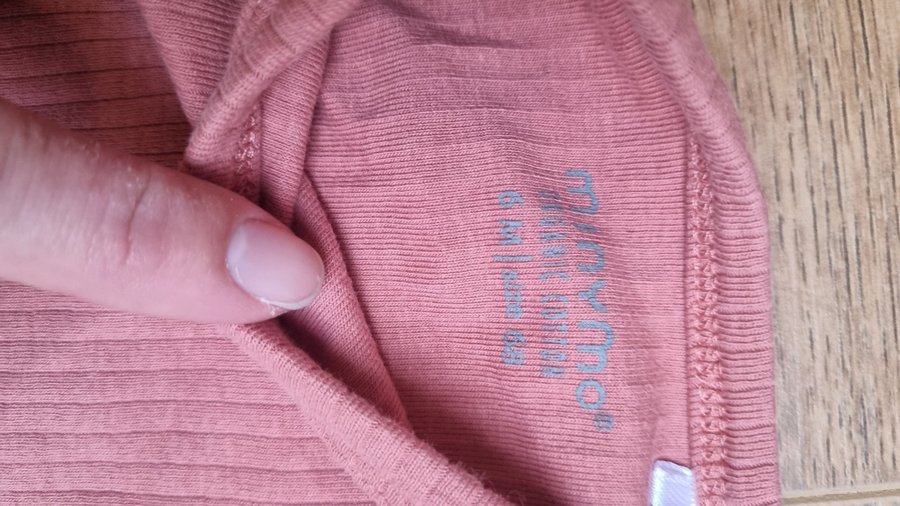 minymo®
ORGANIC COTTON
6 M | size 68